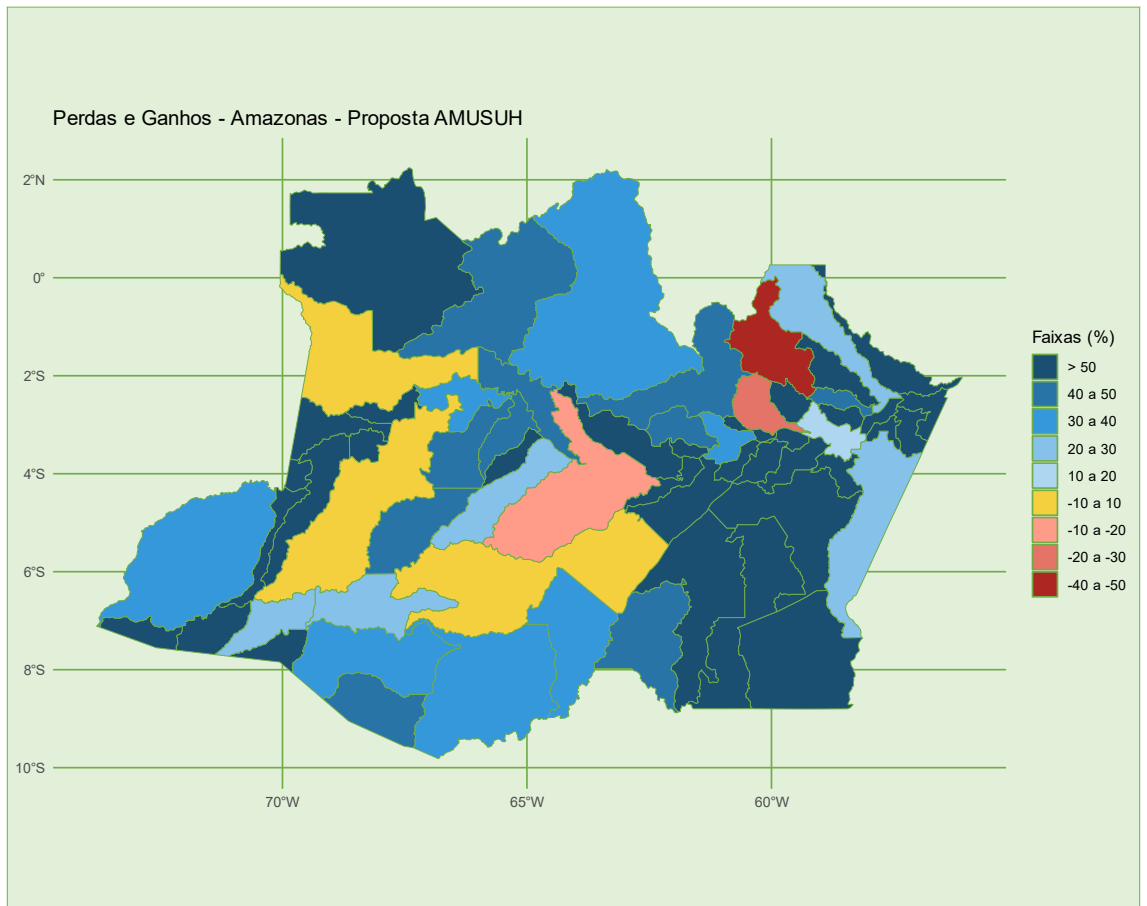 Perdas e Ganhos - Amazonas - Proposta AMUSUH
2°N
0°
2°S
4°S
6°S
8°S
10°S
70°W
65°W
60°W
Faixas (%)
> 50
40 a 50
30 a 40
20 a 30
10 a 20
-10 a 10
-10 a -20
-20 a -30
-40 a -50